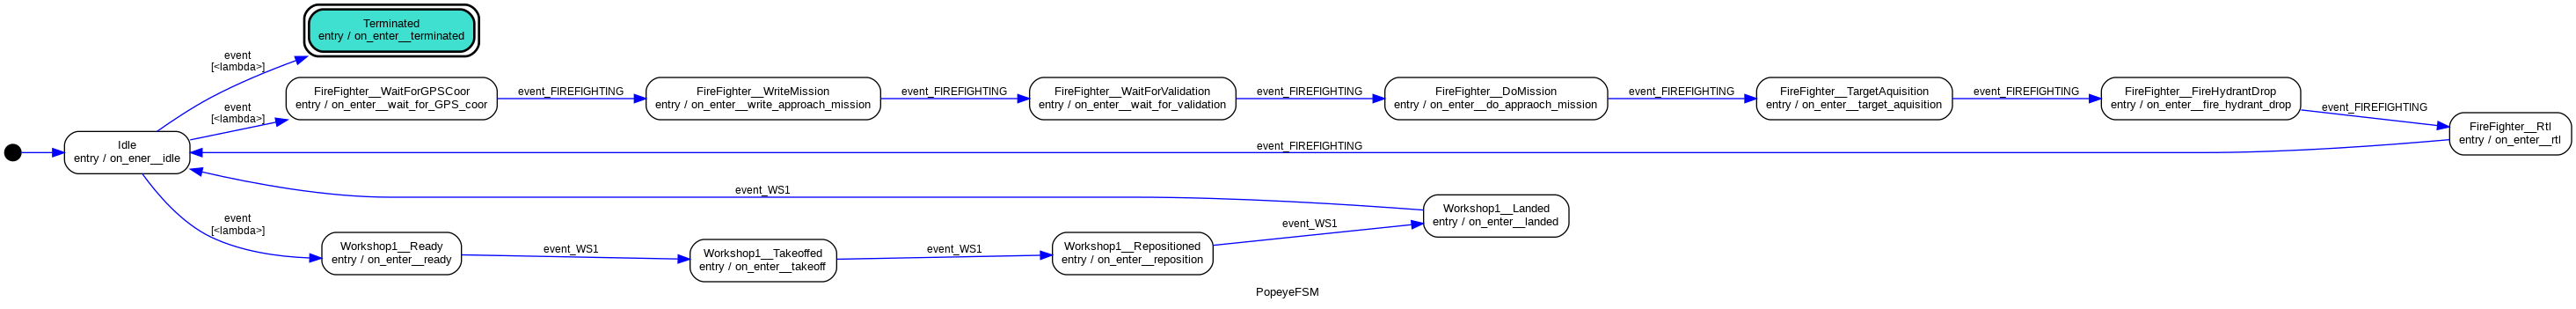 Terminated
entry / on_enter__terminated
event
[<lambda>]
FireFighter__WaitForGPSCoor
entry / on_enter__wait_for_GPS_coor
event_FIREFIGHTING
FireFighter__WriteMission
entry / on_enter__write_approach_mission
event_FIREFIGHTING
FireFighter__WaitForValidation
entry / on_enter__wait_for_validation
event_FIREFIGHTING
FireFighter__DoMission
entry / on_enter__do_appraoch_mission
event_FIREFIGHTING
FireFighter__TargetAquisition
entry / on_enter__target_aquisition
event_FIREFIGHTING
FireFighter__FireHydrantDrop
entry / on_enter__fire_hydrant_drop
event_FIREFIGHTING
FireFighter__Rtl
entry / on_enter__rtl
event
[<lambda>]
Idle
entry / on_ener__idle
event_FIREFIGHTING
event_WS1
event
[<lambda>]
Workshop1__Ready
entry / on_enter__ready
event_WS1
Workshop1__Takeoffed
entry / on_enter__takeoff
event_WS1
Workshop1__Repositioned
entry / on_enter__reposition
event_WS1
Workshop1__Landed
entry / on_enter__landed
PopeyeFSM